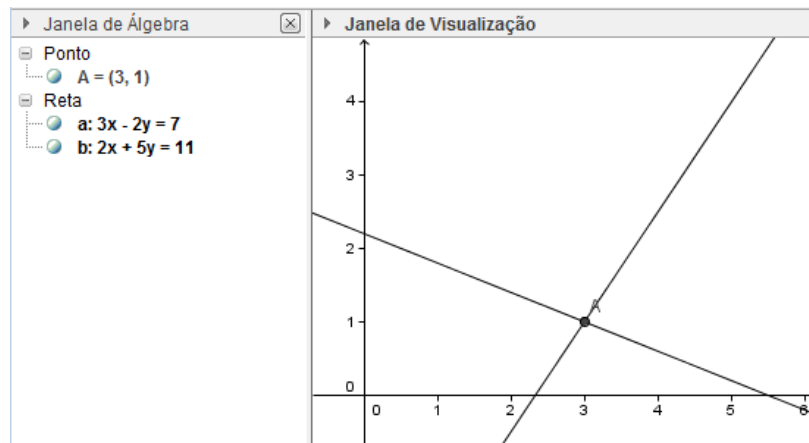 Janela de Álgebra
Ponto
A = (3, 1)
Reta
a: 3x - 2y = 7
b: 2x + 5y = 11
Janela de Visualização
4
3
2
1
0
A
0 1 2 3 4 5 6